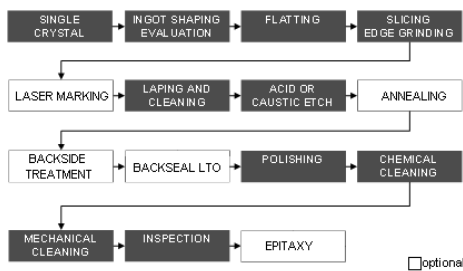 SINGLE
CRYSTAL
INGOT SHAPING
EVALUATION
FLATTING
SLICING
EDGE GRINDING
LASER MARKING
LAPING AND
CLEANING
ACID OR
CAUSTIC ETCH
ANNEALING
BACKSIDE
TREATMENT
BACKSEAL LTO
POLISHING
CHEMICAL
CLEANING
MECHANICAL
CLEANING
INSPECTION
EPITAXY
optional